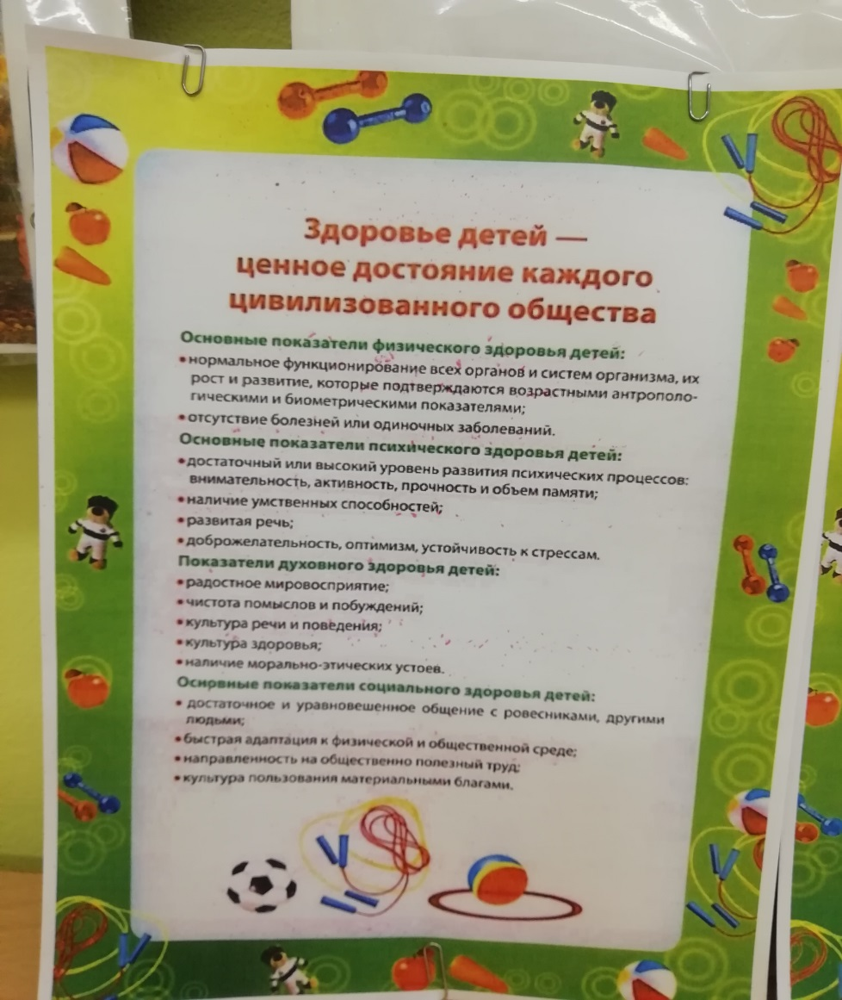 Здоровье детей —
ценное достояние каждого
цивилизованного общества
Основные показатели физического здоровья детей:
•нормальное функционирование всех органов и систем организма, их
рост и развитие, которые подтверждаются возрастными антрополо-
гическими и биометрическими показателями;
•отсутствие болезней или одиночных заболеваний.
Основные показатели психического здоровья детей:
•достаточный или высокий уровень развития психических процессов:
внимательность, активность, прочность и объем памяти;
•наличие умственных способностей;
•развитая речь;
•доброжелательность, оптимизм, устойчивость к стрессам.
Показатели духовного здоровья детей:
•радостное мировосприятие;
•чистота помыслов и побуждений;
•культура речи и поведения;
•культура здоровья;
•наличие морально-этических устоев.
Основные показатели социального здоровья детей:
• достаточное и уравновешенное общение с ровесниками, другими
людьми;
•быстрая адаптация к физической и общественной среде;
•направленность на общественно полезный труд;
•культура пользования материальными благами.